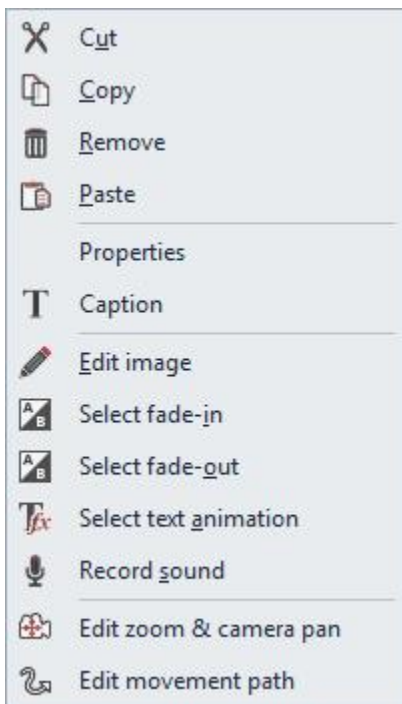 Cut
Copy
Remove
Paste
Properties
Caption
Edit image
Select fade-in
Select fade-out
Select text animation
Record sound
Edit zoom & camera pan
Edit movement path